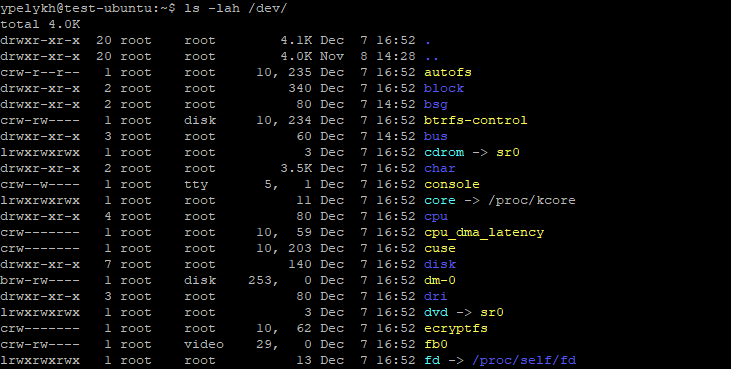 ypelykh@test-ubuntu:~$ ls -lah /dev/
total 4.0K
drwxr-xr-x  20 root    root       4.1K Dec  7 16:52 .
drwxr-xr-x  20 root    root       4.0K Nov  8 14:28 ..
crw-r--r--   1 root    root    10, 235 Dec  7 16:52 autofs
drwxr-xr-x   2 root    root        340 Dec  7 16:52 block
drwxr-xr-x   2 root    root         80 Dec  7 14:52 bsg
crw-rw----   1 root    disk    10, 234 Dec  7 16:52 btrfs-control
drwxr-xr-x   3 root    root         60 Dec  7 14:52 bus
lrwxrwxrwx   1 root    root          3 Dec  7 16:52 cdrom -> sr0
drwxr-xr-x   2 root    root       3.5K Dec  7 16:52 char
crw--w----   1 root    tty      5,   1 Dec  7 16:52 console
lrwxrwxrwx   1 root    root         11 Dec  7 16:52 core -> /proc/kcore
drwxr-xr-x   4 root    root         80 Dec  7 16:52 cpu
crw-------   1 root    root    10,  59 Dec  7 16:52 cpu_dma_latency
crw-------   1 root    root    10, 203 Dec  7 16:52 cuse
drwxr-xr-x   7 root    root        140 Dec  7 16:52 disk
brw-rw----   1 root    disk   253,   0 Dec  7 16:52 dm-0
drwxr-xr-x   3 root    root         80 Dec  7 16:52 dri
lrwxrwxrwx   1 root    root          3 Dec  7 16:52 dvd -> sr0
crw-------   1 root    root    10,  62 Dec  7 16:52 ecryptfs
crw-rw----   1 root    video   29,   0 Dec  7 16:52 fb0
lrwxrwxrwx   1 root    root         13 Dec  7 16:52 fd -> /proc/self/fd